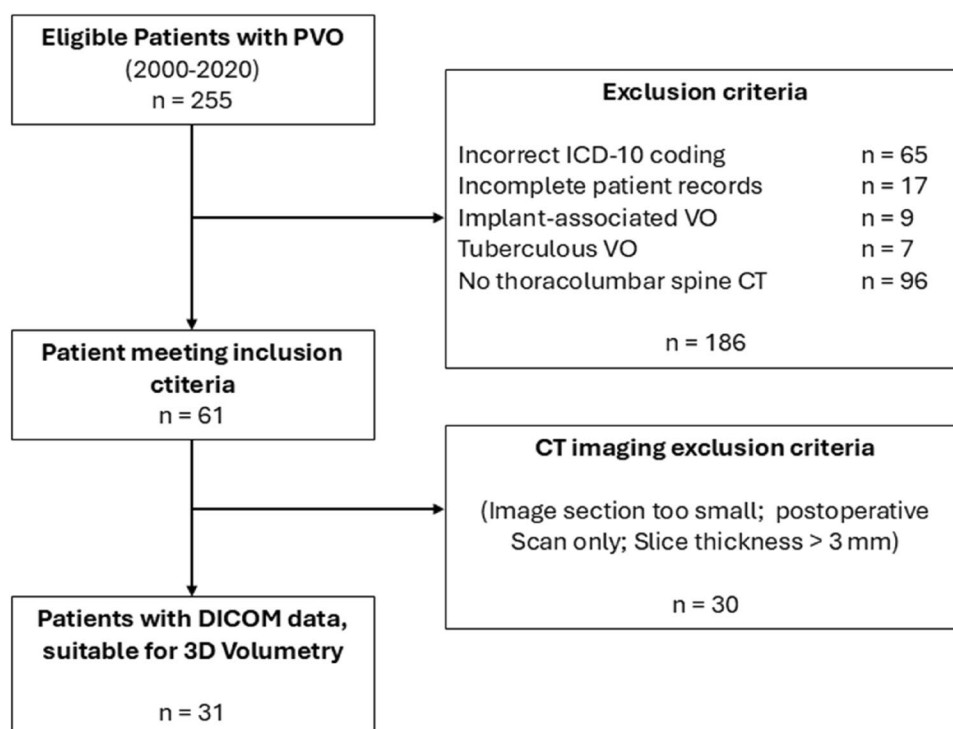 Eligible Patients with PVO
(2000-2020)
n = 255
Exclusion criteria
Incorrect ICD-10 coding n = 65
Incomplete patient records n = 17
Implant-associated VO n = 9
Tuberculous VO n = 7
No thoracolumbar spine CT n = 96
n = 186
Patient meeting inclusion
ctiteria
n = 61
CT imaging exclusion criteria
(Image section too small; postoperative
Scan only; Slice thickness > 3 mm)
n = 30
Patients with DICOM data,
suitable for 3D Volumetry
n = 31